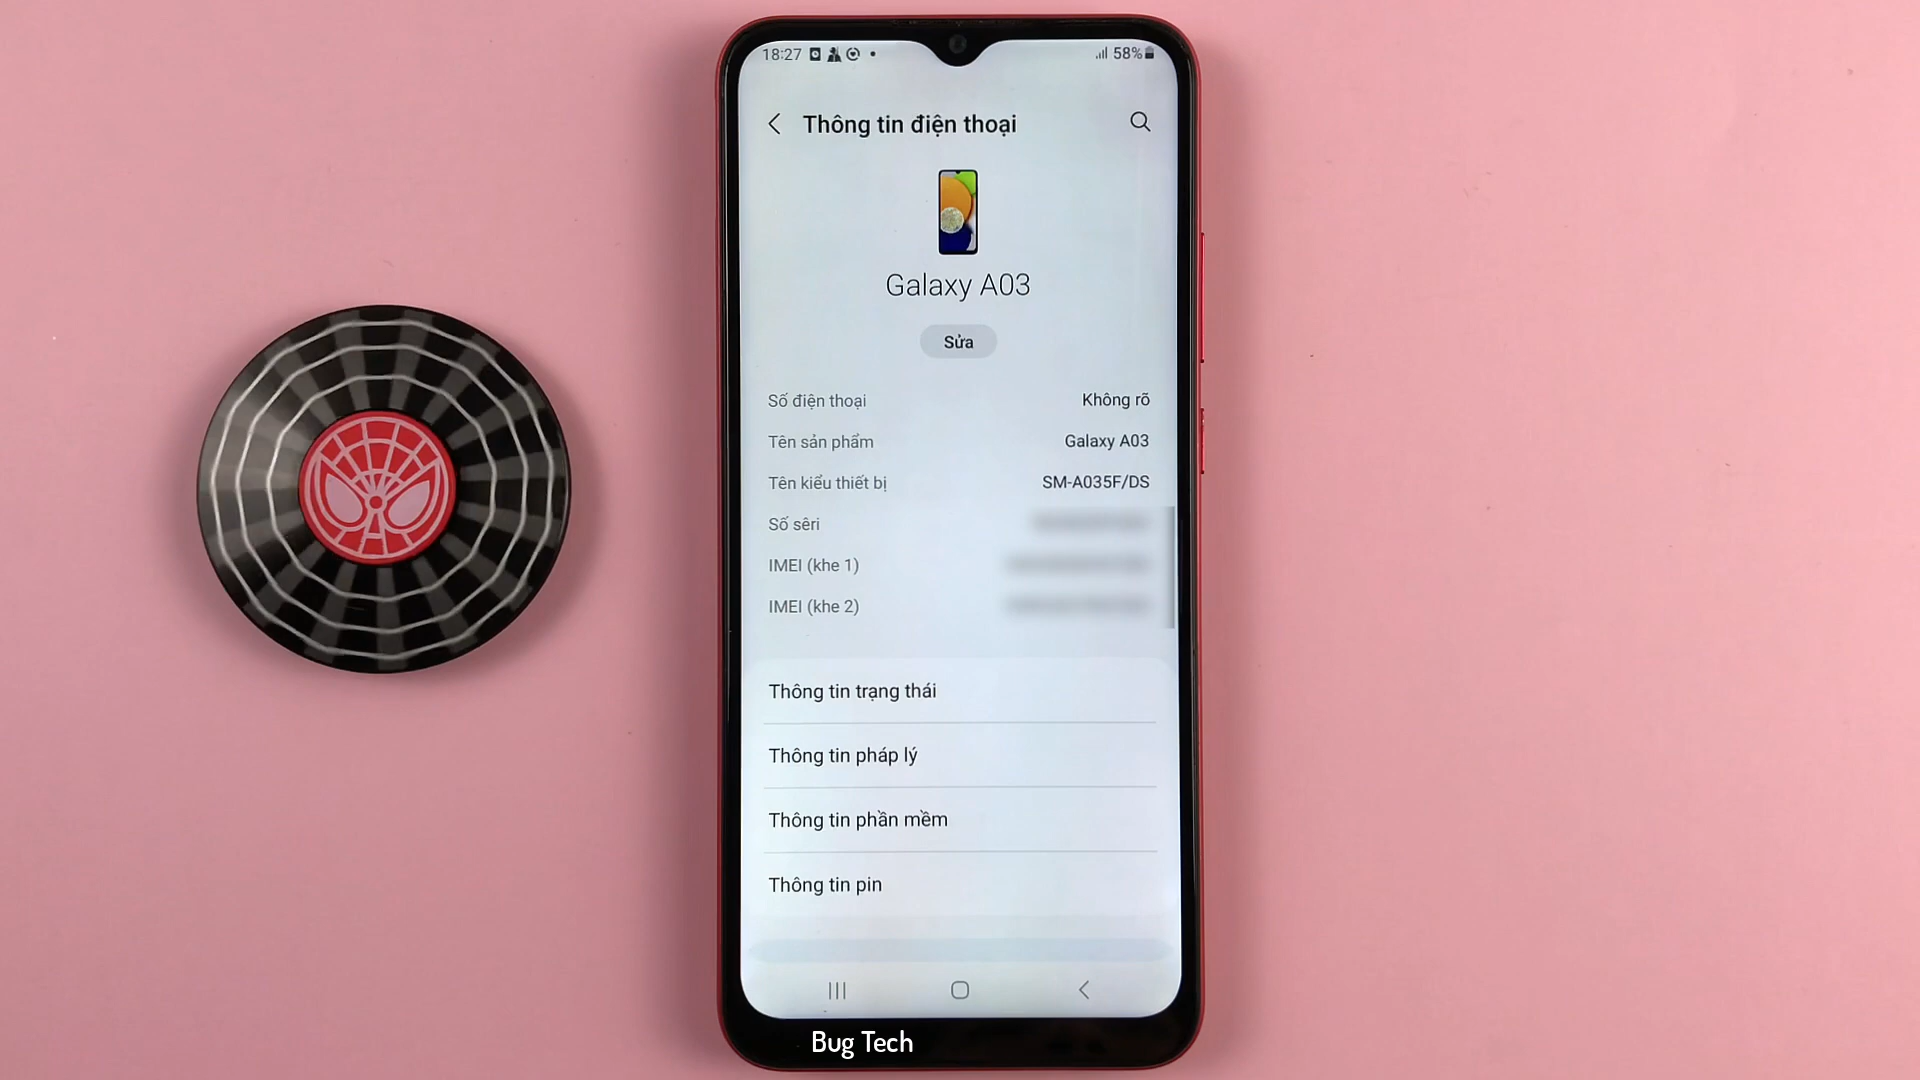 18:27
58%
Thông tin điện thoại
Galaxy A03
Sửa
Số điện thoại Không rõ
Tên sản phẩm Galaxy A03
Tên kiểu thiết bị SM-A035F/DS
Số sêri
IMEI (khe 1)
IMEI (khe 2)
Thông tin trạng thái
Thông tin pháp lý
Thông tin phần mềm
Thông tin pin
Bug Tech